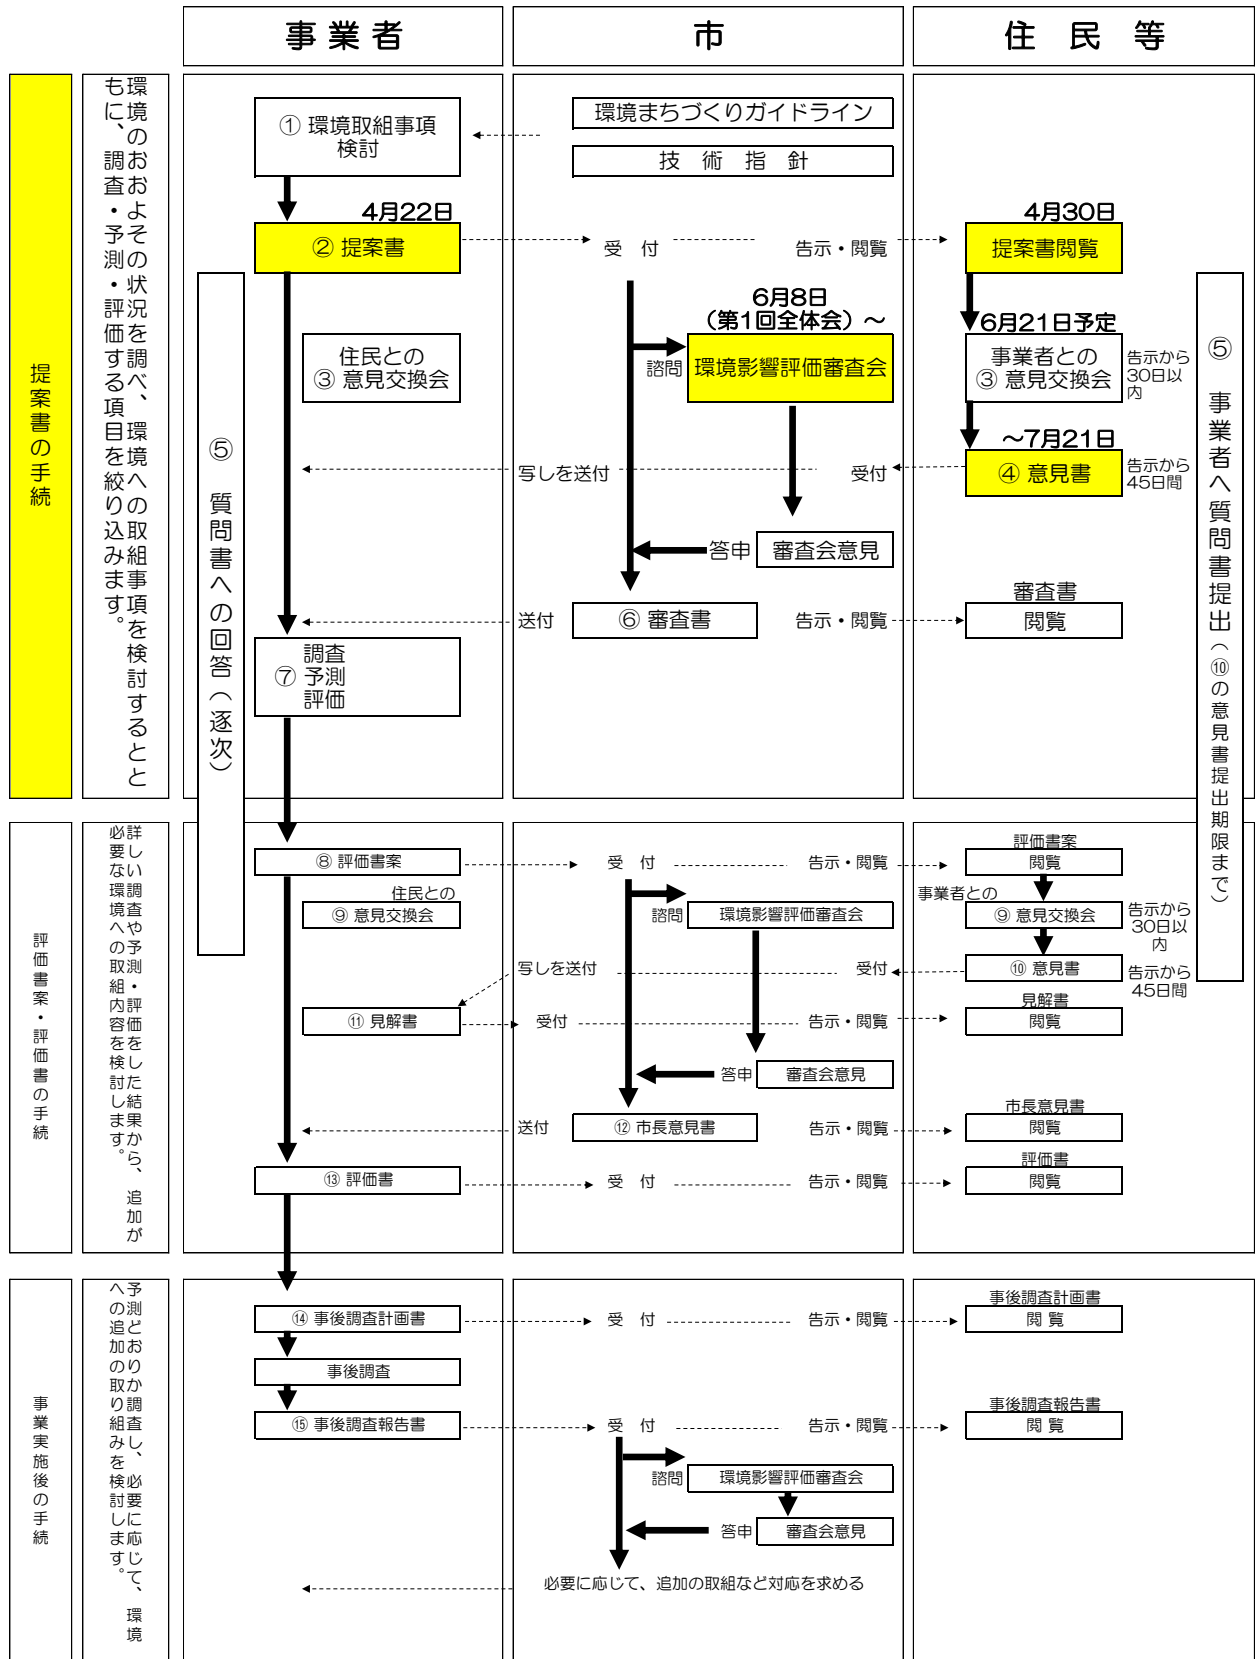 事業者
市
住民等
提案書の手続
環境のおおよその状況を調べ、環境への取組事項を検討するとと
もに、調査・予測・評価する項目を絞り込みます。
① 環境取組事項
検討
環境まちづくりガイドライン
技術指針
4月22日
② 提案書
受付
告示・閲覧
4月30日
提案書閲覧
⑤ 質問書への回答（逐次）
住民との
③ 意見交換会
6月8日
（第1回全体会）～
諮問
環境影響評価審査会
6月21日予定
事業者との
③ 意見交換会
告示から
30日以
内
⑤ 事業者へ質問書提出（⑩の意見書提出期限まで）
写しを送付
受付
～7月21日
④ 意見書
告示から
45日間
答申
審査会意見
送付
⑥ 審査書
告示・閲覧
審査書
閲覧
調査
⑦ 予測
評価
評価書案・評価書の手続
詳しい調査や予測・評価をした結果から、追加が
必要な環境への取組内容を検討します。
⑧ 評価書案
受付
告示・閲覧
評価書案
閲覧
住民との
⑨ 意見交換会
諮問
環境影響評価審査会
事業者との
⑨ 意見交換会
告示から
30日以
内
写しを送付
受付
⑩ 意見書
告示から
45日間
⑪ 見解書
受付
告示・閲覧
見解書
閲覧
答申
審査会意見
送付
⑫ 市長意見書
告示・閲覧
市長意見書
閲覧
⑬ 評価書
受付
告示・閲覧
評価書
閲覧
事業実施後の手続
予測どおりか調査し、必要に応じて、環境
への追加の取り組みを検討します。
⑭ 事後調査計画書
受付
告示・閲覧
事後調査計画書
閲覧
事後調査
⑮ 事後調査報告書
受付
告示・閲覧
事後調査報告書
閲覧
諮問
環境影響評価審査会
答申
審査会意見
必要に応じて、追加の取組など対応を求める